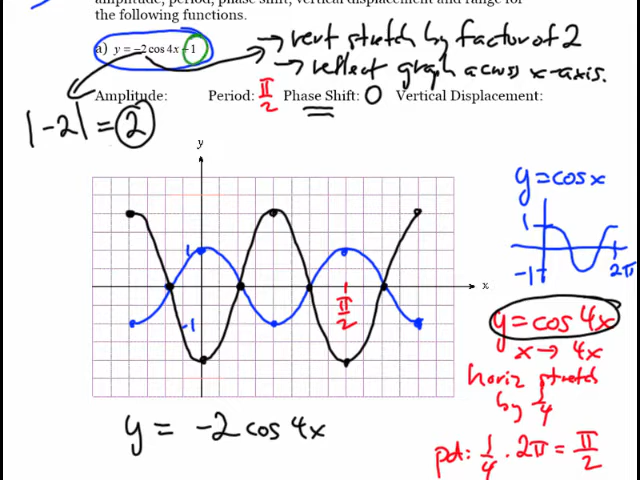 amplitude, period, phase shift, vertical displacement and range for
the following functions.
a) y = -2 cos 4x - 1
→ vert stretch by factor of 2
→ reflect graph across x-axis.
Amplitude: Period: π/2 Phase Shift: 0 Vertical Displacement:
|-2| = 2
y
x
1
-1
π/2
y = -2 cos 4x
y = cos x
1
-1
2π
y = cos 4x
x → 4x
horiz stretch
by 1/4
pd: 1/4 · 2π = π/2